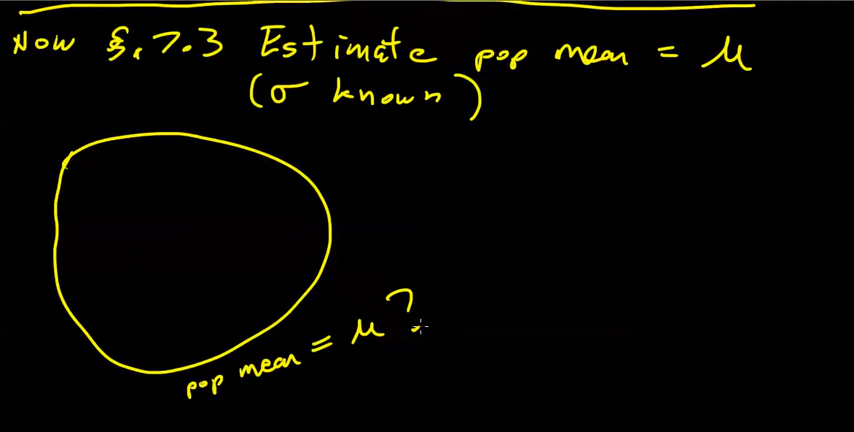 Now §. 7.3 Estimate pop mean = μ
(σ known)
pop mean = μ?